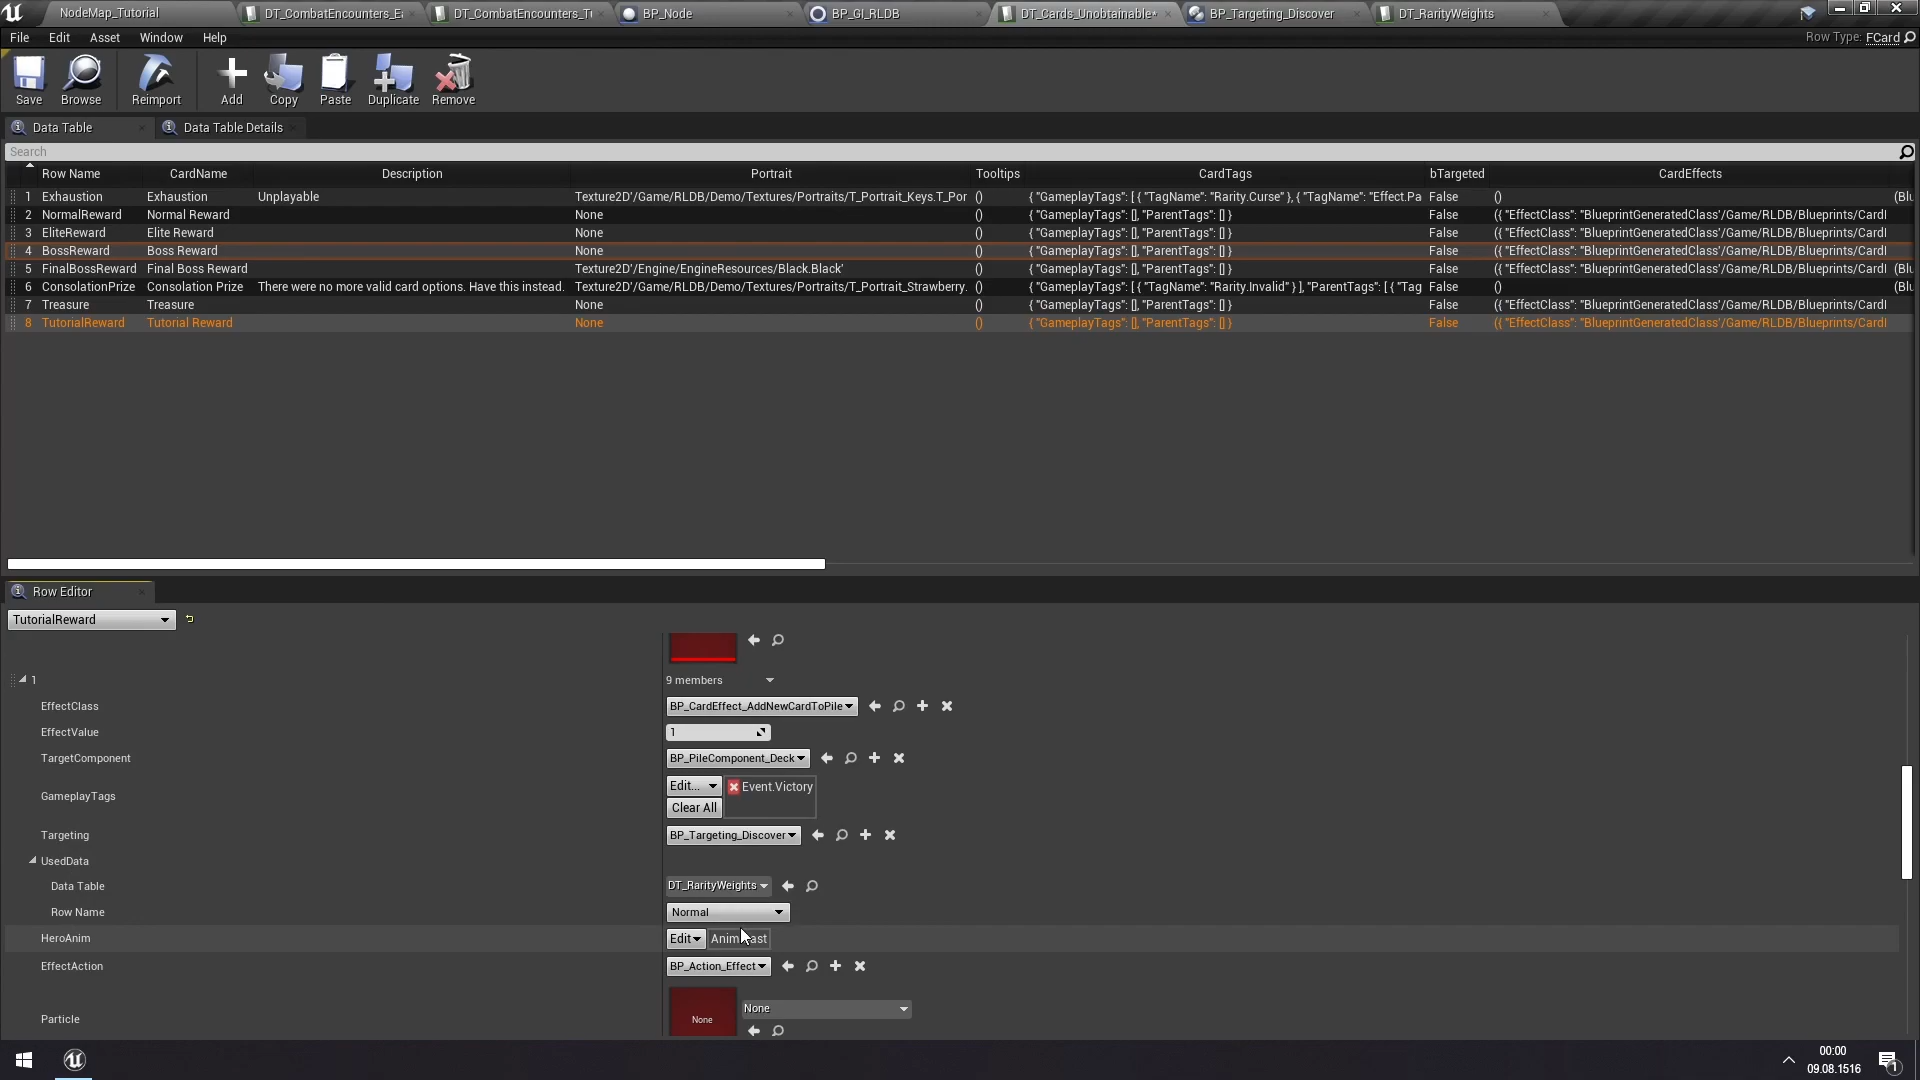 NodeMap_Tutorial DT_CombatEncounters_E DT_CombatEncounters_T BP_Node BP_GI_RLDB DT_Cards_Unobtainable* BP_Targeting_Discover DT_RarityWeights
File Edit Asset Window Help Row Type: FCard
Save Browse Reimport Add Copy Paste Duplicate Remove
Data Table Data Table Details
Search
Row Name CardName Description Portrait Tooltips CardTags bTargeted CardEffects
1 Exhaustion Exhaustion Unplayable Texture2D'/Game/RLDB/Demo/Textures/Portraits/T_Portrait_Keys.T_Por () { "GameplayTags": [ { "TagName": "Rarity.Curse" }, { "TagName": "Effect.Pa False () (Blu
2 NormalReward Normal Reward None () { "GameplayTags": [], "ParentTags": [] } False ({ "EffectClass": "BlueprintGeneratedClass'/Game/RLDB/Blueprints/CardI
3 EliteReward Elite Reward None () { "GameplayTags": [], "ParentTags": [] } False ({ "EffectClass": "BlueprintGeneratedClass'/Game/RLDB/Blueprints/CardI
4 BossReward Boss Reward None () { "GameplayTags": [], "ParentTags": [] } False ({ "EffectClass": "BlueprintGeneratedClass'/Game/RLDB/Blueprints/CardI
5 FinalBossReward Final Boss Reward Texture2D'/Engine/EngineResources/Black.Black' () { "GameplayTags": [], "ParentTags": [] } False ({ "EffectClass": "BlueprintGeneratedClass'/Game/RLDB/Blueprints/CardI (Blu
6 ConsolationPrize Consolation Prize There were no more valid card options. Have this instead. Texture2D'/Game/RLDB/Demo/Textures/Portraits/T_Portrait_Strawberry. () { "GameplayTags": [ { "TagName": "Rarity.Invalid" } ], "ParentTags": [ { "Tag False () (Blu
7 Treasure Treasure None () { "GameplayTags": [], "ParentTags": [] } False ({ "EffectClass": "BlueprintGeneratedClass'/Game/RLDB/Blueprints/CardI
8 TutorialReward Tutorial Reward None () { "GameplayTags": [], "ParentTags": [] } False ({ "EffectClass": "BlueprintGeneratedClass'/Game/RLDB/Blueprints/CardI
Row Editor
TutorialReward
1 9 members
EffectClass BP_CardEffect_AddNewCardToPile
EffectValue 1
TargetComponent BP_PileComponent_Deck
GameplayTags Edit... Event.Victory
Clear All
Targeting BP_Targeting_Discover
UsedData
Data Table DT_RarityWeights
Row Name Normal
HeroAnim Edit
EffectAction BP_Action_Effect
Particle None None
00:00
09.08.1516
1